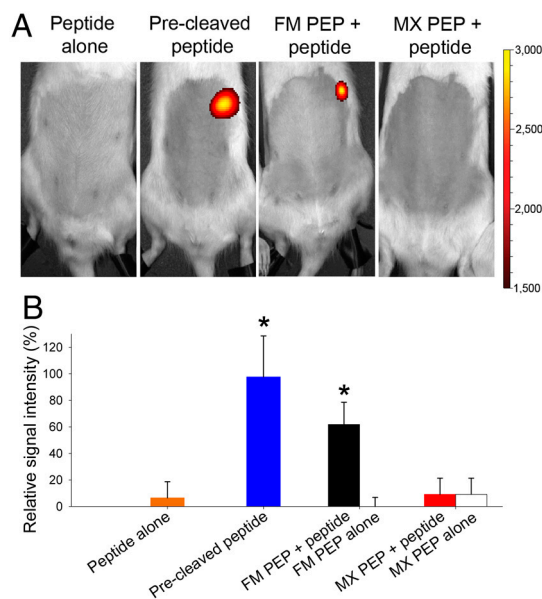 A
Peptide alone
Pre-cleaved peptide
FM PEP + peptide
MX PEP + peptide
3,000
2,500
2,000
1,500
B
Relative signal intensity (%)
120
100
80
60
40
20
0
*
*
Peptide alone
Pre-cleaved peptide
FM PEP + peptide
FM PEP alone
MX PEP + peptide
MX PEP alone